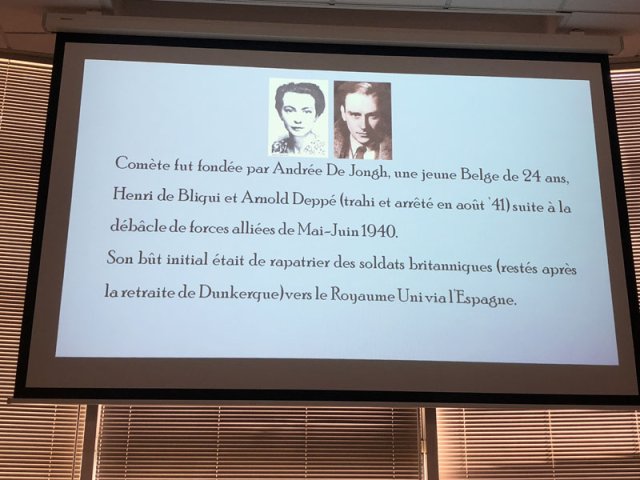 Comète fut fondée par Andrée De Jongh, une jeune Belge de 24 ans,
Henri de Bliqui et Arnold Deppé (trahi et arrêté en août '41) suite à la
débâcle de forces alliées de Mai-Juin 1940.
Son bût initial était de rapatrier des soldats britanniques (restés après
la retraite de Dunkerque) vers le Royaume Uni via l'Espagne.